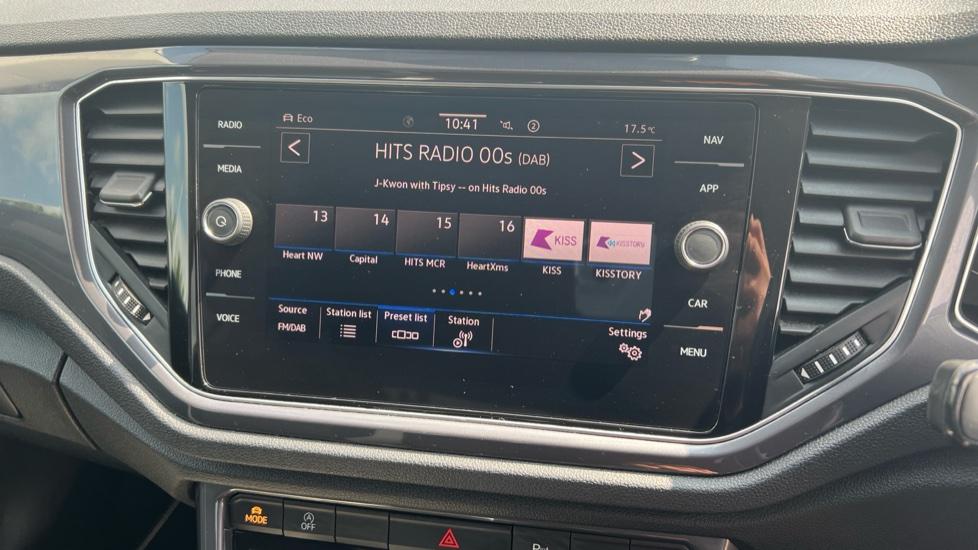 RADIO
MEDIA
PHONE
VOICE
Eco
10:41
2
17.5°C
HITS RADIO 00s (DAB)
J-Kwon with Tipsy -- on Hits Radio 00s
13 14 15 16 KISS KISSTORY
Heart NW Capital HITS MCR HeartXms KISS KISSTORY
Source Station list Preset list Station Settings
FM/DAB
NAV
APP
CAR
MENU
MODE
OFF